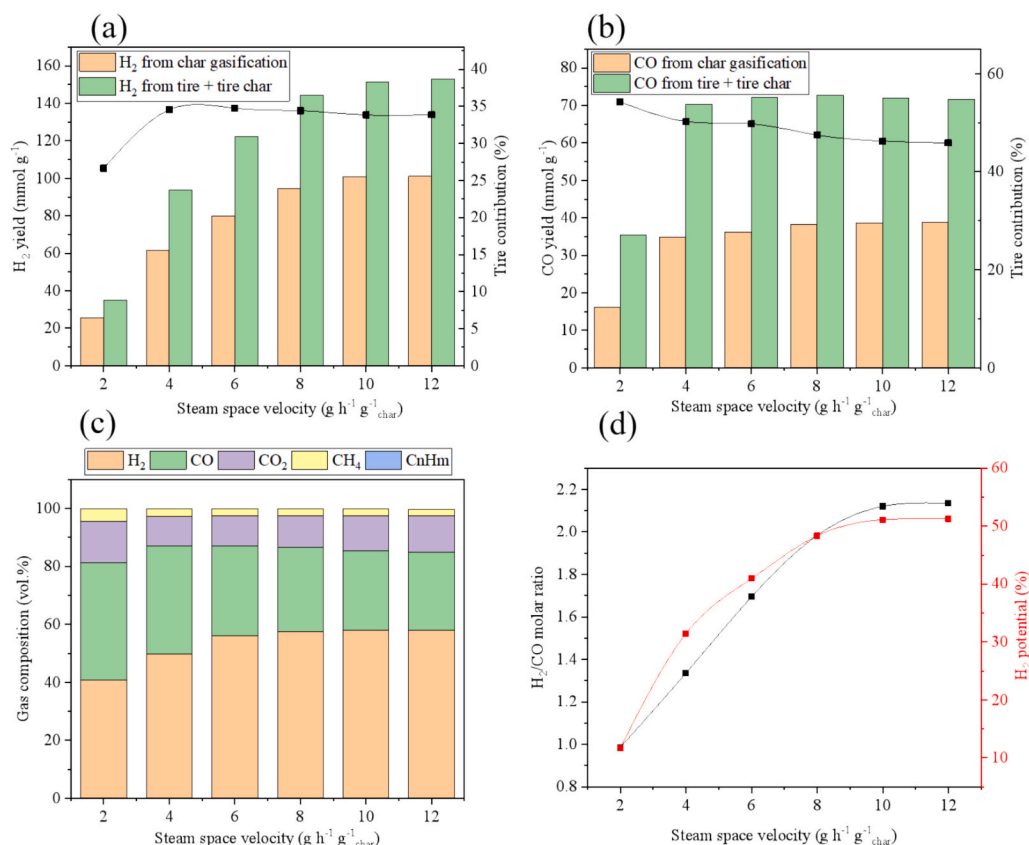 (a)
H₂ from char gasification
H₂ from tire + tire char
H₂ yield (mmol g⁻¹)
160
140
120
100
80
60
40
20
0
40
35
30
25
20
15
10
5
0
Tire contribution (%)
2 4 6 8 10 12
Steam space velocity (g h⁻¹ g⁻¹char)
(b)
CO from char gasification
CO from tire + tire char
CO yield (mmol g⁻¹)
80
70
60
50
40
30
20
10
0
60
40
20
0
Tire contribution (%)
2 4 6 8 10 12
Steam space velocity (g h⁻¹ g⁻¹char)
(c)
H₂ CO CO₂ CH₄ CnHm
Gas composition (vol.%)
100
80
60
40
20
0
2 4 6 8 10 12
Steam space velocity (g h⁻¹ g⁻¹char)
(d)
H₂/CO molar ratio
2.2
2.0
1.8
1.6
1.4
1.2
1.0
0.8
60
50
40
30
20
10
H₂ potential (%)
2 4 6 8 10 12
Steam space velocity (g h⁻¹ g⁻¹char)